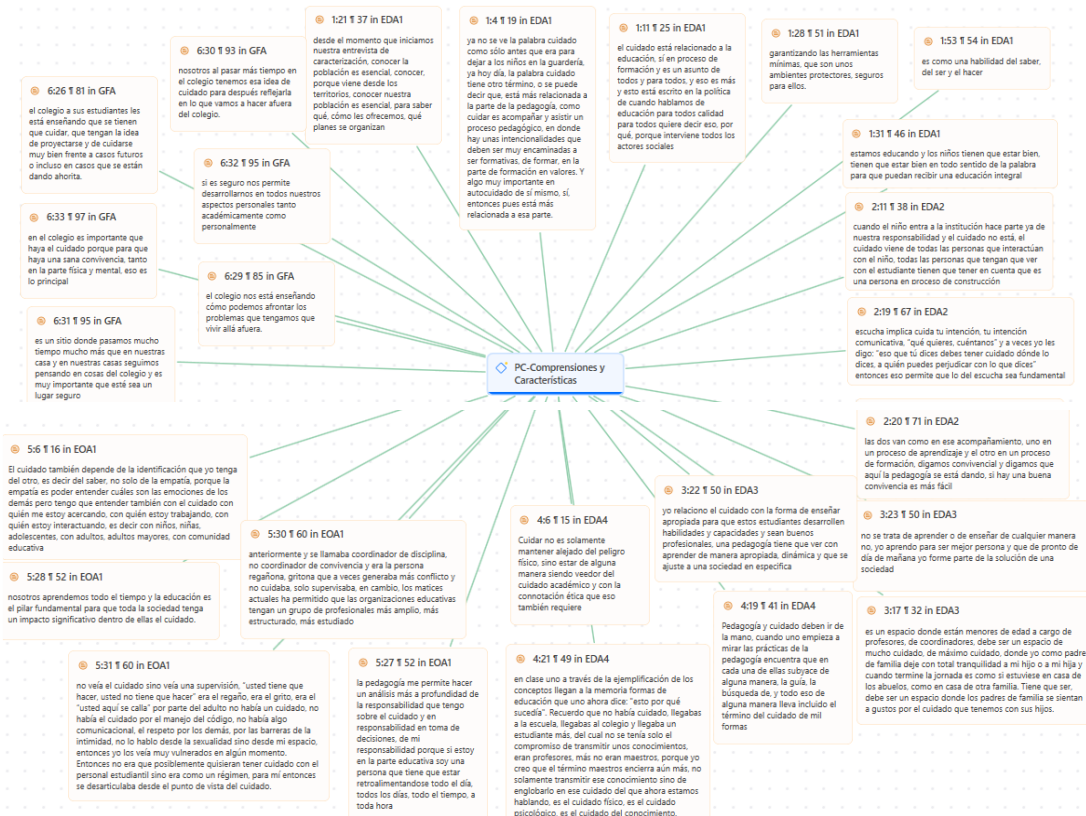 1:21 ¶ 37 in EDA1
desde el momento que iniciamos
nuestra entrevista de
caracterización, conocer la
población es esencial, conocer,
porque viene desde los
territorios, conocer nuestra
población es esencial, para saber
qué, cómo les ofrecemos, qué
planes se organizan
1:4 ¶ 19 in EDA1
ya no se ve la palabra cuidado
como sólo antes que era para
dejar a los niños en la guardería,
ya hoy día, la palabra cuidado
tiene otro término, o se puede
decir que, está más relacionada a
la parte de la pedagogía, como
cuidar es acompañar y asistir un
proceso pedagógico, en donde
hay unas intencionalidades que
deben ser muy encaminadas a
ser formativas, de formar, en la
parte de formación en valores. Y
algo muy importante en
autocuidado de sí mismo, sí,
entonces pues está más
relacionada a esa parte.
1:11 ¶ 25 in EDA1
el cuidado está relacionado a la
educación, sí en proceso de
formación y es un asunto de
todos y para todos, y eso es más
y esto está escrito en la política
de cuando hablamos de
educación para todos calidad
para todos quiere decir eso, por
qué, porque interviene todos los
actores sociales
1:28 ¶ 51 in EDA1
garantizando las herramientas
mínimas, que son unos
ambientes protectores, seguros
para ellos.
1:53 ¶ 54 in EDA1
es como una habilidad del saber,
del ser y el hacer
6:30 ¶ 93 in GFA
nosotros al pasar más tiempo en
el colegio tenemos esa idea de
cuidado para después reflejarla
en lo que vamos a hacer afuera
del colegio.
6:26 ¶ 81 in GFA
el colegio a sus estudiantes les
está enseñando que se tienen
que cuidar, que tengan la idea
de proyectarse y de cuidarse
muy bien frente a casos futuros
o incluso en casos que se están
dando ahorita.
1:31 ¶ 46 in EDA1
estamos educando y los niños tienen que estar bien,
tienen que estar bien en todo sentido de la palabra
para que puedan recibir una educación integral
6:32 ¶ 95 in GFA
si es seguro nos permite
desarrollarnos en todos nuestros
aspectos personales tanto
académicamente como
personalmente
2:11 ¶ 38 in EDA2
cuando el niño entra a la institución hace parte ya de
nuestra responsabilidad y el cuidado no está, el
cuidado viene de todas las personas que interactúan
con el niño, todas las personas que tengan que ver
con el estudiante tienen que tener en cuenta que es
una persona en proceso de construcción
6:33 ¶ 97 in GFA
en el colegio es importante que
haya el cuidado porque para que
haya una sana convivencia, tanto
en la parte física y mental, eso es
lo principal
6:29 ¶ 85 in GFA
el colegio nos está enseñando
cómo podemos afrontar los
problemas que tengamos que
vivir allá afuera.
2:19 ¶ 67 in EDA2
escucha implica cuida tu intención, tu intención
comunicativa, "qué quieres, cuéntanos" y a veces yo les
digo: "eso que tú dices debes tener cuidado dónde lo
dices, a quién puedes perjudicar con lo que dices"
entonces eso permite que lo del escucha sea fundamental
6:31 ¶ 95 in GFA
es un sitio donde pasamos mucho
tiempo mucho más que en nuestras
casa y en nuestras casas seguimos
pensando en cosas del colegio y es
muy importante que esté sea un
lugar seguro
PC-Comprensiones y
Características
2:20 ¶ 71 in EDA2
las dos van como en ese acompañamiento, uno en
un proceso de aprendizaje y el otro en un proceso
de formación, digamos convivencial y digamos que
aquí la pedagogía se está dando, si hay una buena
convivencia es más fácil
5:6 ¶ 16 in EOA1
El cuidado también depende de la identificación que yo tenga
del otro, es decir del saber, no solo de la empatía, porque la
empatía es poder entender cuáles son las emociones de los
demás pero tengo que entender también con el cuidado con
quién me estoy acercando, con quién estoy trabajando, con
quién estoy interactuando, es decir con niños, niñas,
adolescentes, con adultos, adultos mayores, con comunidad
educativa
3:22 ¶ 50 in EDA3
yo relaciono el cuidado con la forma de enseñar
apropiada para que estos estudiantes desarrollen
habilidades y capacidades y sean buenos
profesionales, una pedagogía tiene que ver con
aprender de manera apropiada, dinámica y que se
ajuste a una sociedad en especifica
3:23 ¶ 50 in EDA3
no se trata de aprender o de enseñar de cualquier manera
no, yo aprendo para ser mejor persona y que de pronto de
día de mañana yo forme parte de la solución de una
sociedad
4:6 ¶ 15 in EDA4
Cuidar no es solamente
mantener alejado del peligro
físico, sino estar de alguna
manera siendo veedor del
cuidado académico y con la
connotación ética que eso
también requiere
5:30 ¶ 60 in EOA1
anteriormente y se llamaba coordinador de disciplina,
no coordinador de convivencia y era la persona
regañona, gritona que a veces generaba más conflicto y
no cuidaba, solo supervisaba, en cambio, los matices
actuales ha permitido que las organizaciones educativas
tengan un grupo de profesionales más amplio, más
estructurado, más estudiado
5:28 ¶ 52 in EOA1
nosotros aprendemos todo el tiempo y la educación es
el pilar fundamental para que toda la sociedad tenga
un impacto significativo dentro de ellas el cuidado.
4:19 ¶ 41 in EDA4
Pedagogía y cuidado deben ir de
la mano, cuando uno empieza a
mirar las prácticas de la
pedagogía encuentra que en
cada una de ellas subyace de
alguna manera, la guía, la
búsqueda de, y todo eso de
alguna manera lleva incluido el
término del cuidado de mil
formas
3:17 ¶ 32 in EDA3
es un espacio donde están menores de edad a cargo de
profesores, de coordinadores, debe ser un espacio de
mucho cuidado, de máximo cuidado, donde yo como padre
de familia deje con total tranquilidad a mi hijo o a mi hija y
cuando termine la jornada es como si estuviese en casa de
los abuelos, como en casa de otra familia. Tiene que ser,
debe ser un espacio donde los padres de familia se sientan
a gustos por el cuidado que tenemos con sus hijos.
5:31 ¶ 60 in EOA1
no veía el cuidado sino veía una supervisión, "usted tiene que
hacer, usted no tiene que hacer" era el regaño, era el grito, era el
"usted aquí se calla" por parte del adulto no había un cuidado, no
había el cuidado por el manejo del código, no había algo
comunicacional, el respeto por los demás, por las barreras de la
intimidad, no lo hablo desde la sexualidad sino desde mi espacio,
entonces yo los veía muy vulnerados en algún momento.
Entonces no era que posiblemente quisieran tener cuidado con el
personal estudiantil sino era como un régimen, para mí entonces
se desarticulaba desde el punto de vista del cuidado.
5:27 ¶ 52 in EOA1
la pedagogía me permite hacer
un análisis más a profundidad de
la responsabilidad que tengo
sobre el cuidado y en
responsabilidad en toma de
decisiones, de mi
responsabilidad porque si estoy
en la parte educativa soy una
persona que tiene que estar
retroalimentandose todo el día,
todos los días, todo el tiempo, a
toda hora
4:21 ¶ 49 in EDA4
en clase uno a través de la ejemplificación de los
conceptos llegan a la memoria formas de
educación que uno ahora dice: "esto por qué
sucedía". Recuerdo que no había cuidado, llegabas
a la escuela, llegabas al colegio y llegaba un
estudiante más, del cual no se tenía solo el
compromiso de transmitir unos conocimientos,
eran profesores, más no eran maestros, porque yo
creo que el término maestros encierra aún más, no
solamente transmitir ese conocimiento sino de
englobarlo en ese cuidado del que ahora estamos
hablando, es el cuidado físico, es el cuidado
psicológico, es el cuidado del conocimiento.